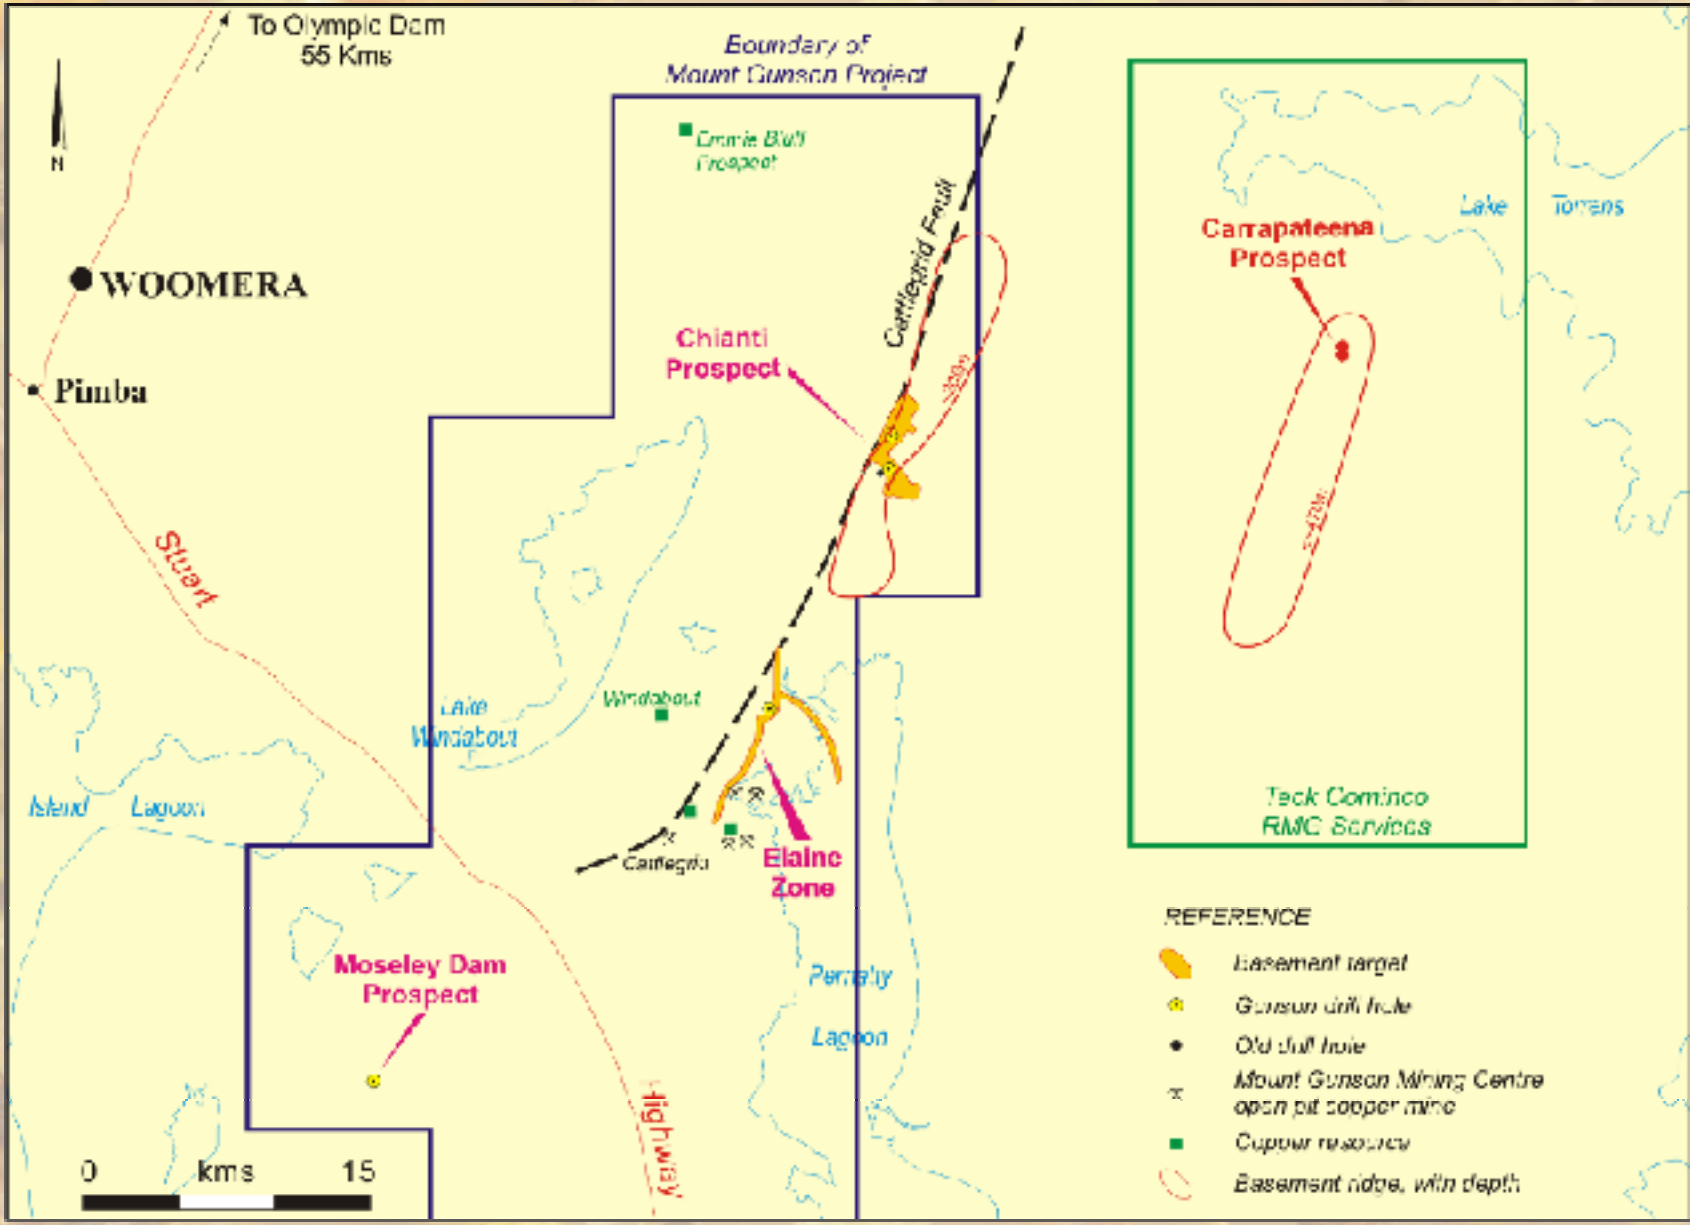 To Olympic Dam
55 Kms
N
Boundary of
Mount Gunson Project
Emmie Bluff
Prospect
Cattlegrid Fault
Lake Torrens
Carrapateena
Prospect
WOOMERA
Pimba
Chianti
Prospect
Stuart
Windabout
Lake
Windabout
Island Lagoon
Cattlegrid
Elaine
Zone
Teck Cominco
RMG Services
Moseley Dam
Prospect
Pernatty
Lagoon
Highway
0 kms 15
REFERENCE
Basement target
Gunson drill hole
Old drill hole
Mount Gunson Mining Centre
open pit copper mine
Copper resource
Basement ridge, with depth